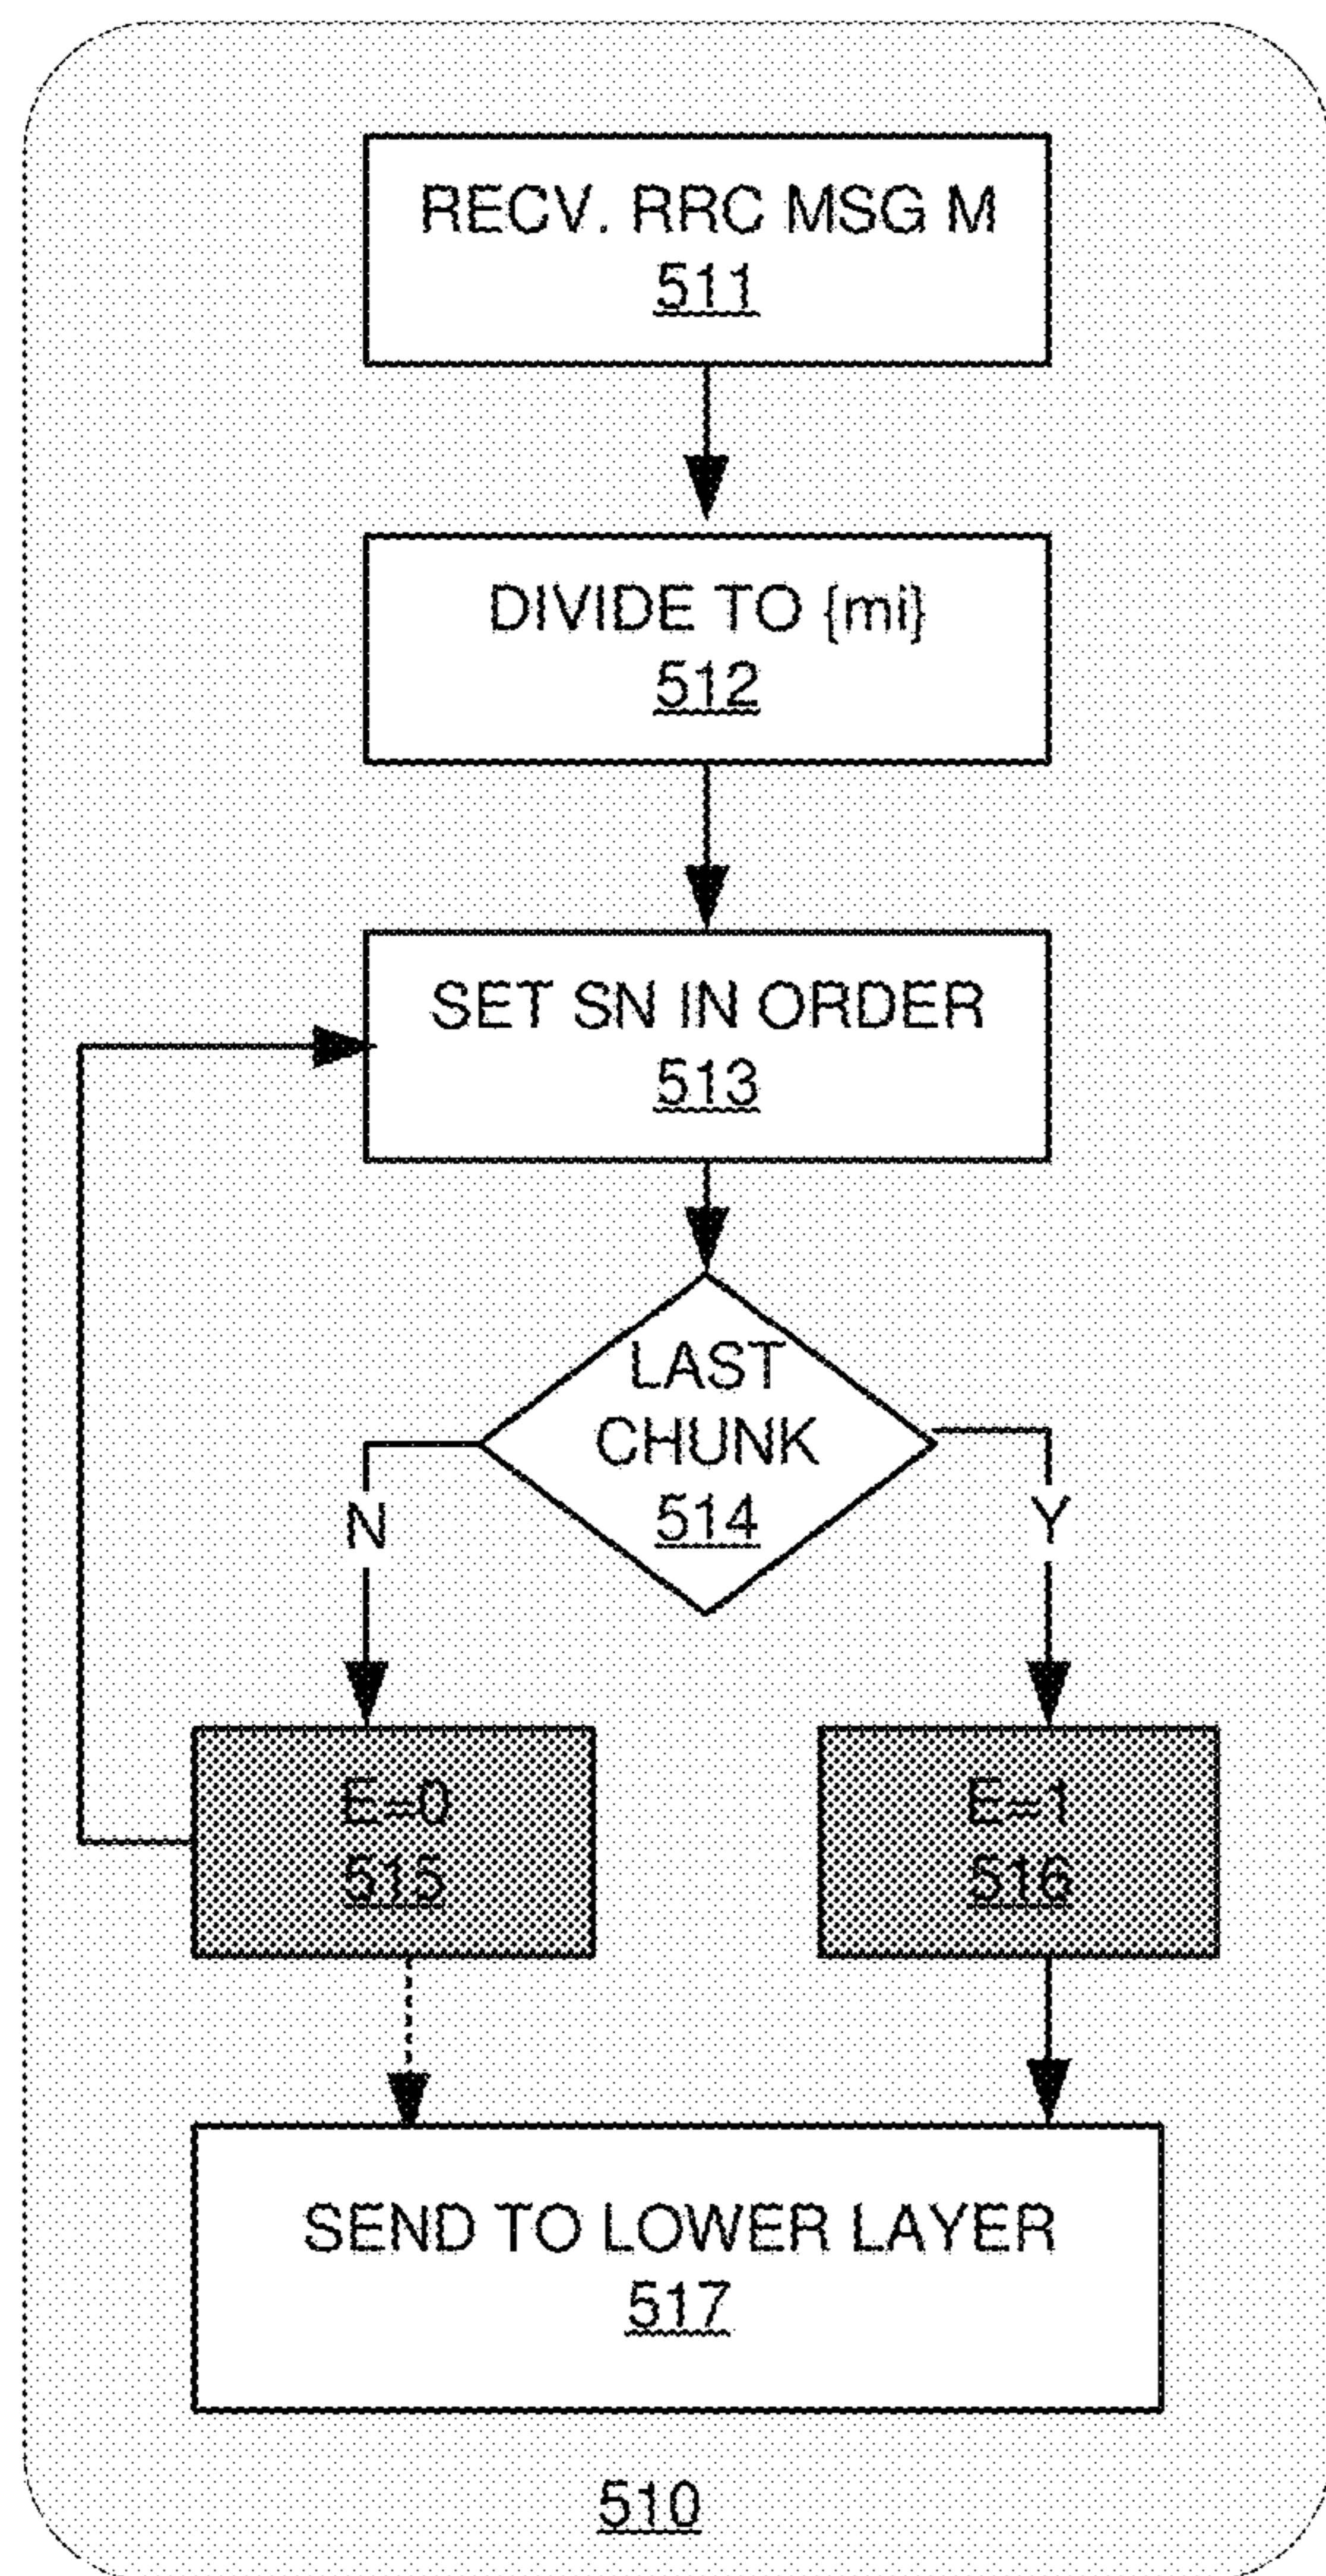 RECV. RRC MSG M
511
DIVIDE TO {mi}
512
SET SN IN ORDER
513
LAST
CHUNK
514
N
Y
E=0
515
E=1
516
SEND TO LOWER LAYER
517
510